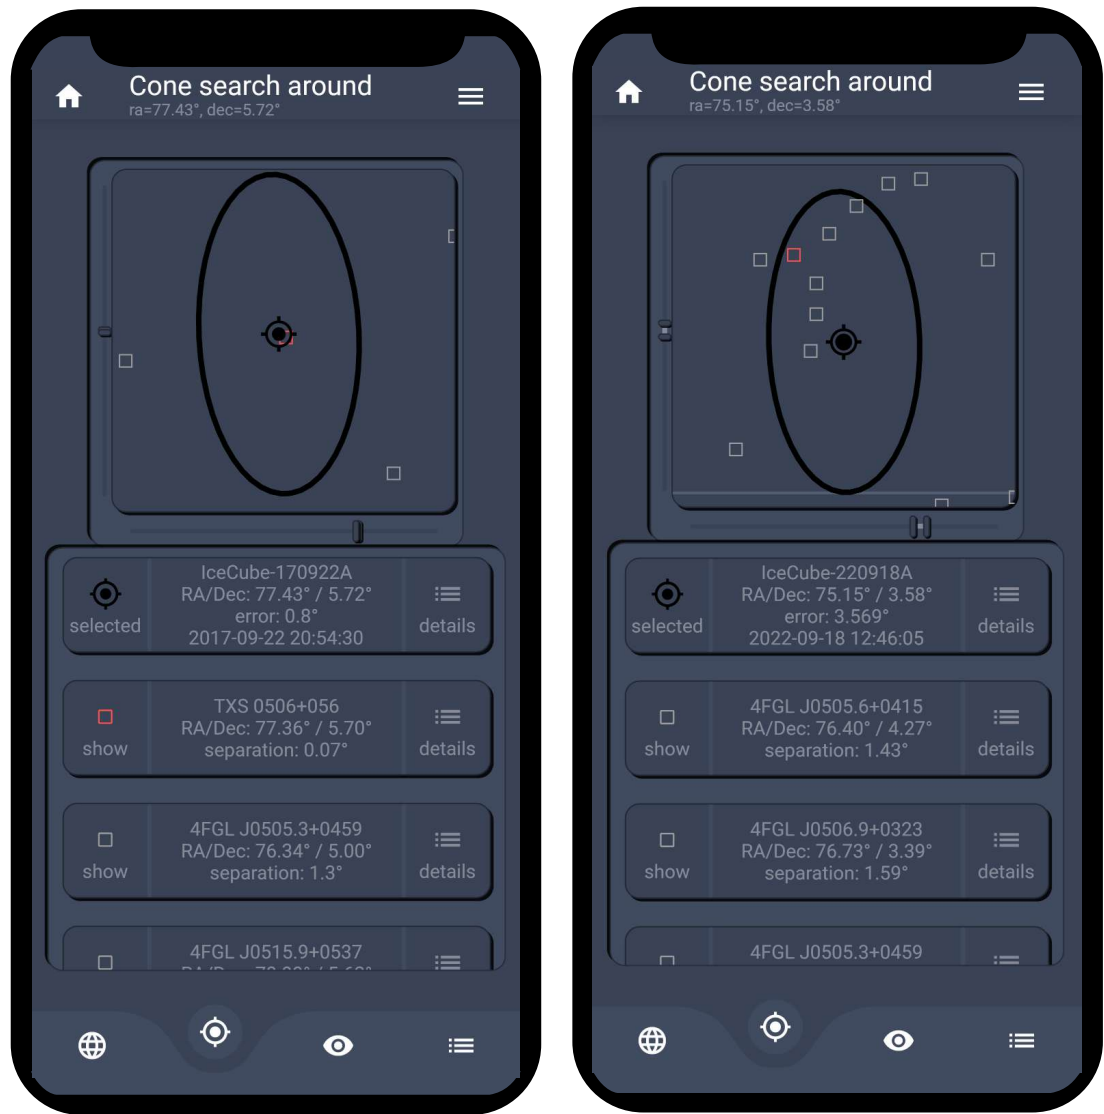 Cone search around
ra=77.43°, dec=5.72°
IceCube-170922A
RA/Dec: 77.43° / 5.72°
error: 0.8°
2017-09-22 20:54:30
selected
details
TXS 0506+056
RA/Dec: 77.36° / 5.70°
separation: 0.07°
show
details
4FGL J0505.3+0459
RA/Dec: 76.34° / 5.00°
separation: 1.3°
show
details
4FGL J0515.9+0537
Cone search around
ra=75.15°, dec=3.58°
IceCube-220918A
RA/Dec: 75.15° / 3.58°
error: 3.569°
2022-09-18 12:46:05
selected
details
4FGL J0505.6+0415
RA/Dec: 76.40° / 4.27°
separation: 1.43°
show
details
4FGL J0506.9+0323
RA/Dec: 76.73° / 3.39°
separation: 1.59°
show
details
4FGL J0505.3+0459